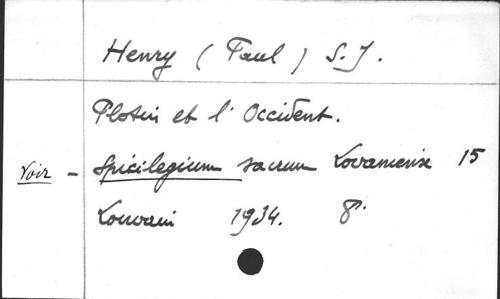 Henry (Paul) S.J.
Plotin et l'Occident.
Voir - Spicilegium sacrum Lovaniense 15
Louvain 1934. 8°.